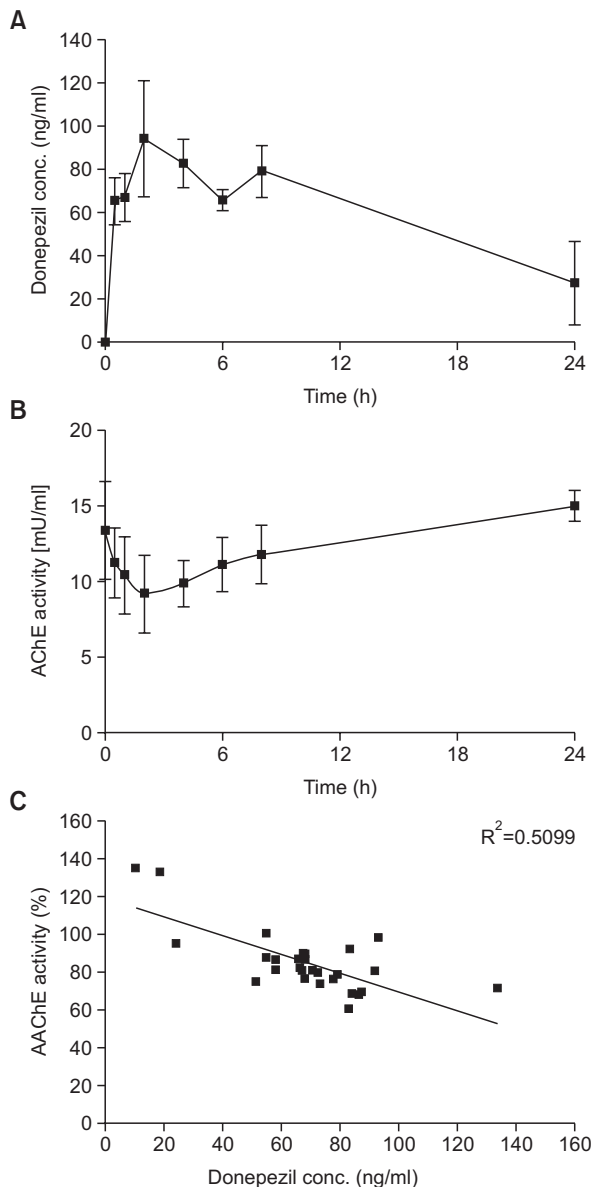 A
140
120
100
80
60
40
20
0
Donepezil conc. (ng/ml)
0 6 12 18 24
Time (h)
B
20
15
10
5
0
AChE activity [mU/ml]
0 6 12 18 24
Time (h)
C
R²=0.5099
160
140
120
100
80
60
40
20
0
AAChE activity (%)
0 20 40 60 80 100 120 140 160
Donepezil conc. (ng/ml)